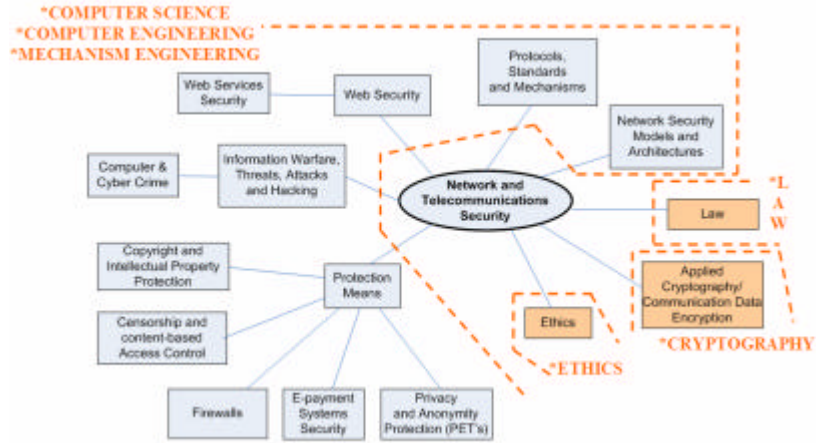 *COMPUTER SCIENCE
*COMPUTER ENGINEERING
*MECHANISM ENGINEERING
Protocols,
Standards
and Mechanisms
Web Services
Security
Web Security
Network Security
Models and
Architectures
Computer &
Cyber Crime
Information Warfare,
Threats, Attacks
and Hacking
Network and
Telecommunications
Security
*L
A
W
Law
Copyright and
Intellectual Property
Protection
Protection
Means
Applied
Cryptography/
Communication Data
Encryption
Censorship and
content-based
Access Control
Ethics
*CRYPTOGRAPHY
*ETHICS
Firewalls
E-payment
Systems
Security
Privacy
and Anonymity
Protection (PET's)